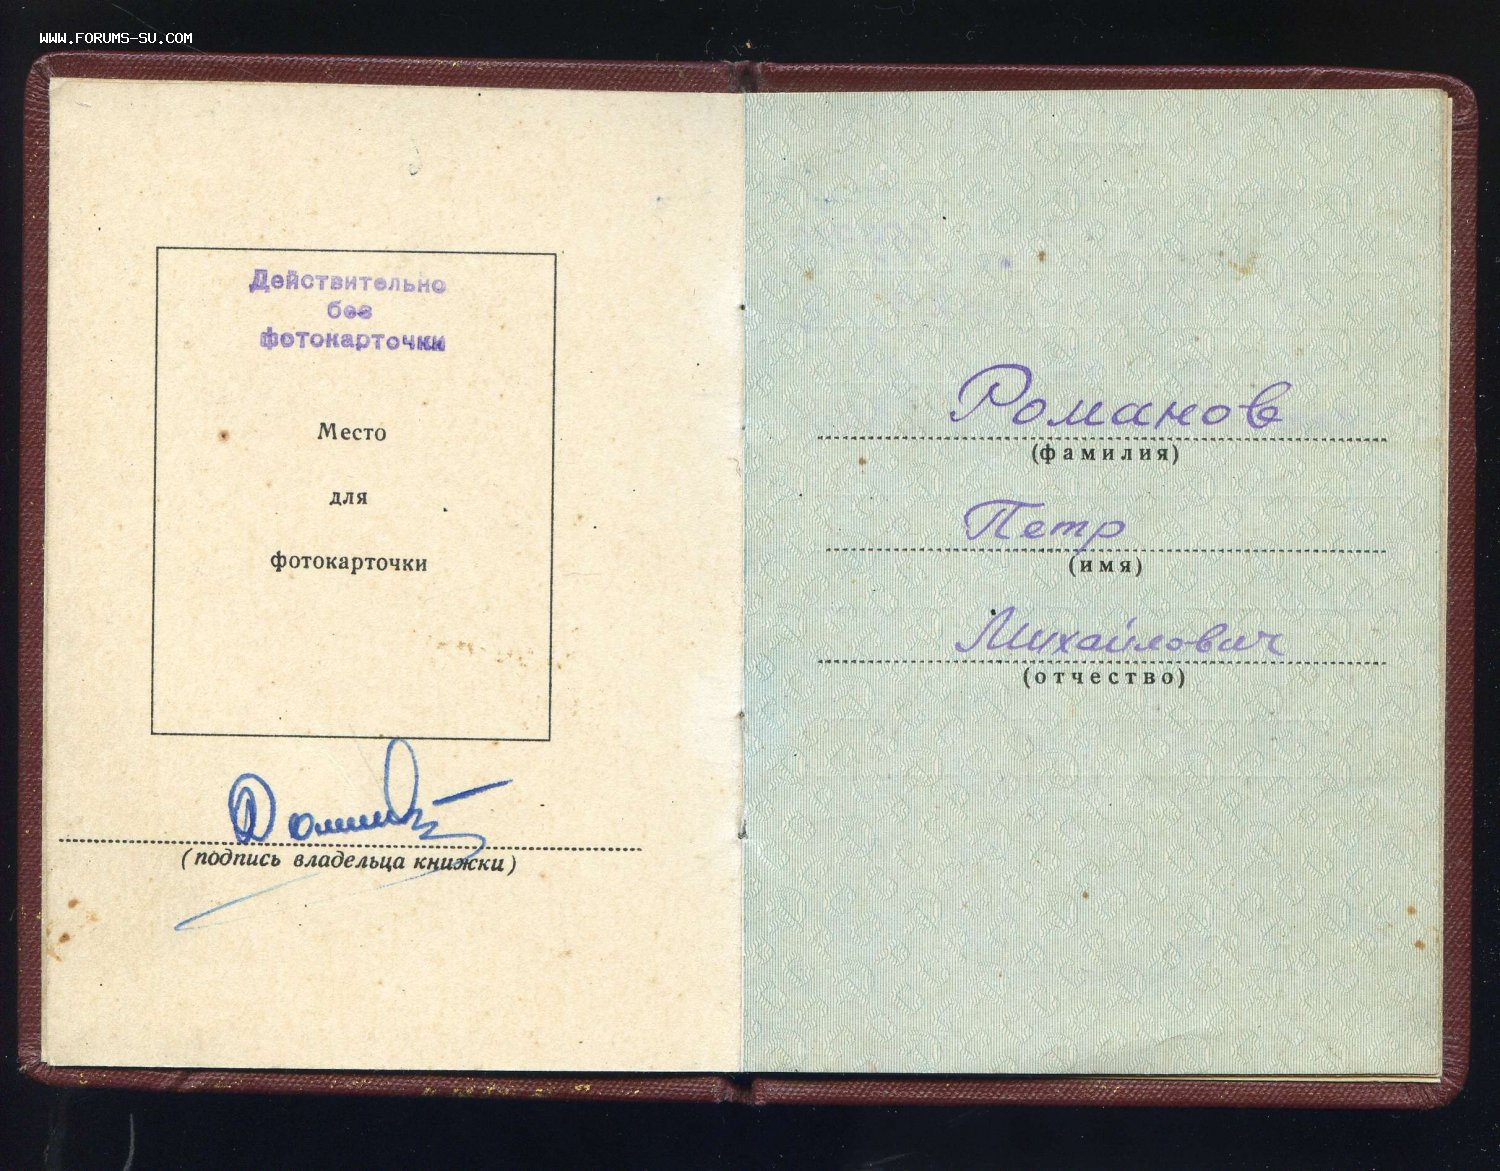 WWW.FORUMS-SU.COM
Действительно
без
фотокарточки
Место
для
фотокарточки
(подпись владельца книжки)
Романов
(фамилия)
Петр
(имя)
Михайлович
(отчество)